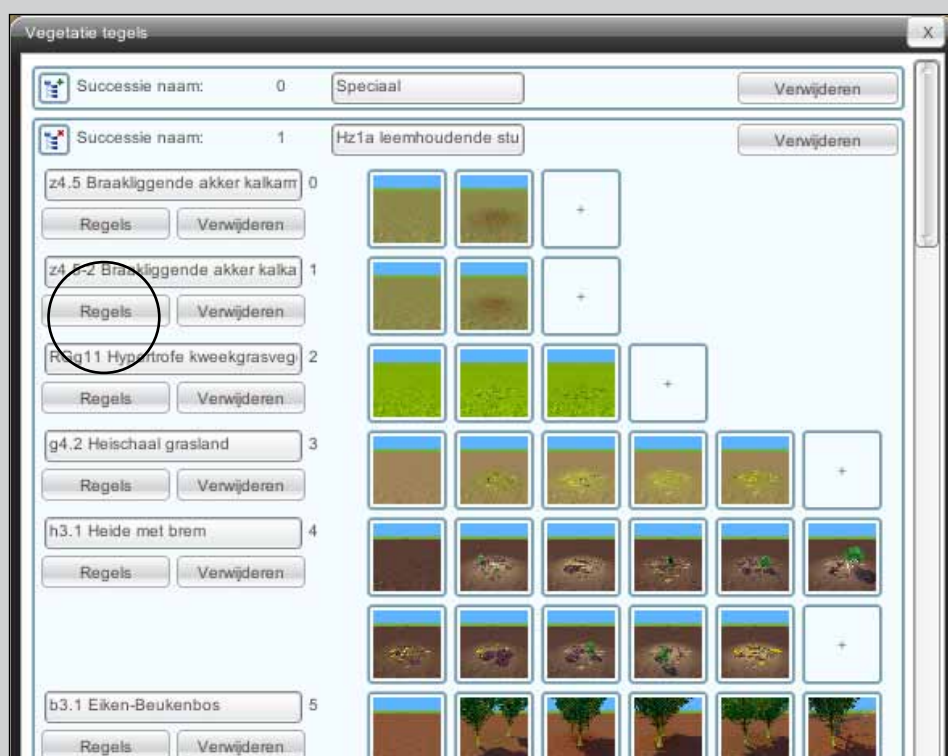 Vegetatie tegels X
Successie naam: 0 Speciaal Verwijderen
Successie naam: 1 Hz1a leemhoudende stu Verwijderen
z4.5 Braakliggende akker kalkarm 0
+
Regels Verwijderen
z4.5-2 Braakliggende akker kalka 1
+
Regels Verwijderen
RGg11 Hypertrofe kweekgrasveg 2
+
Regels Verwijderen
g4.2 Heischaal grasland 3
+
Regels Verwijderen
h3.1 Heide met brem 4
Regels Verwijderen
+
b3.1 Eiken-Beukenbos 5
Regels Verwijderen